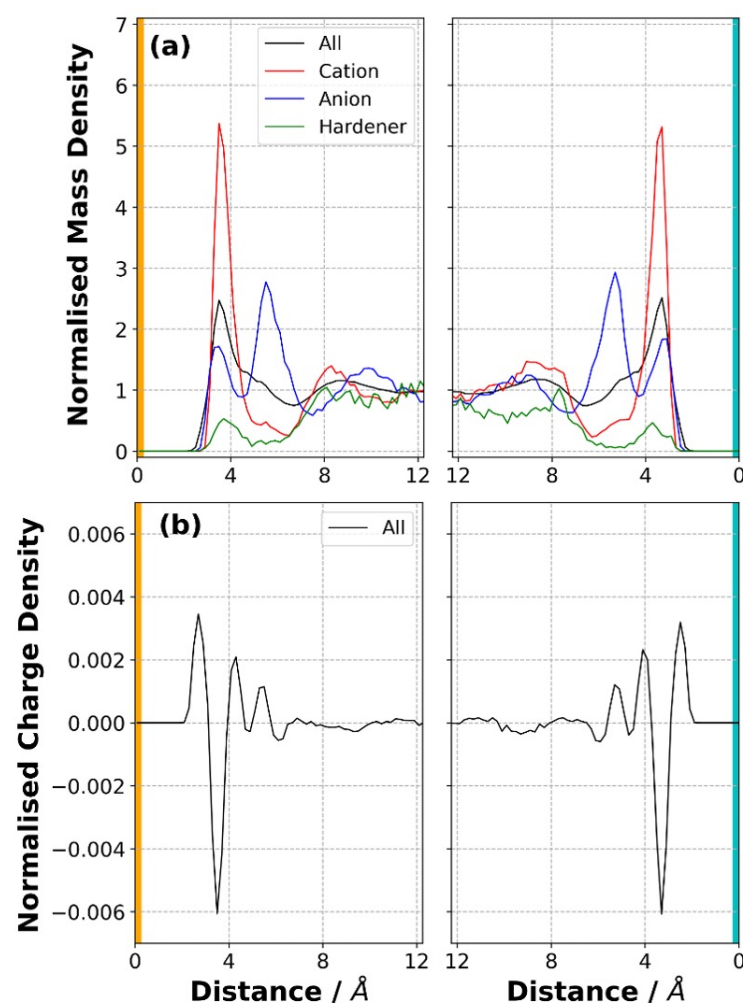 (a)
All
Cation
Anion
Hardener
Normalised Mass Density
7
6
5
4
3
2
1
0
0 4 8 12
12 8 4 0
(b)
All
Normalised Charge Density
0.006
0.004
0.002
0.000
−0.002
−0.004
−0.006
0 4 8 12
12 8 4 0
Distance / Å
Distance / Å